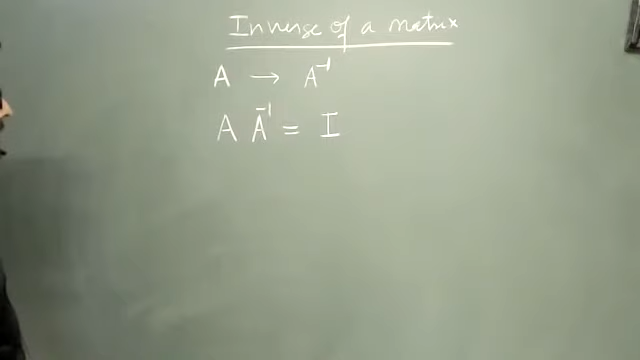 Inverse of a matrix
A → A⁻¹
A A⁻¹ = I